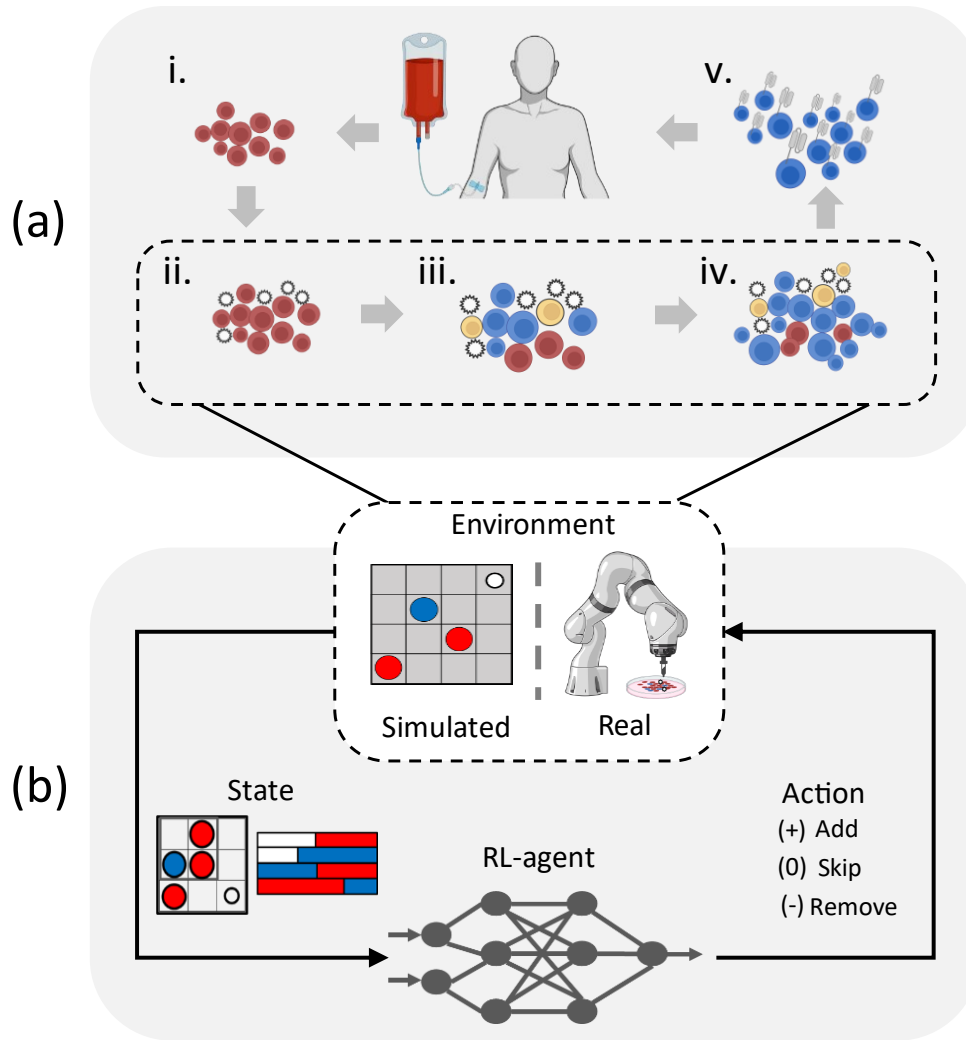 (a)
i.
v.
ii.
iii.
iv.
Environment
Simulated
Real
(b)
State
RL-agent
Action
(+) Add
(0) Skip
(-) Remove